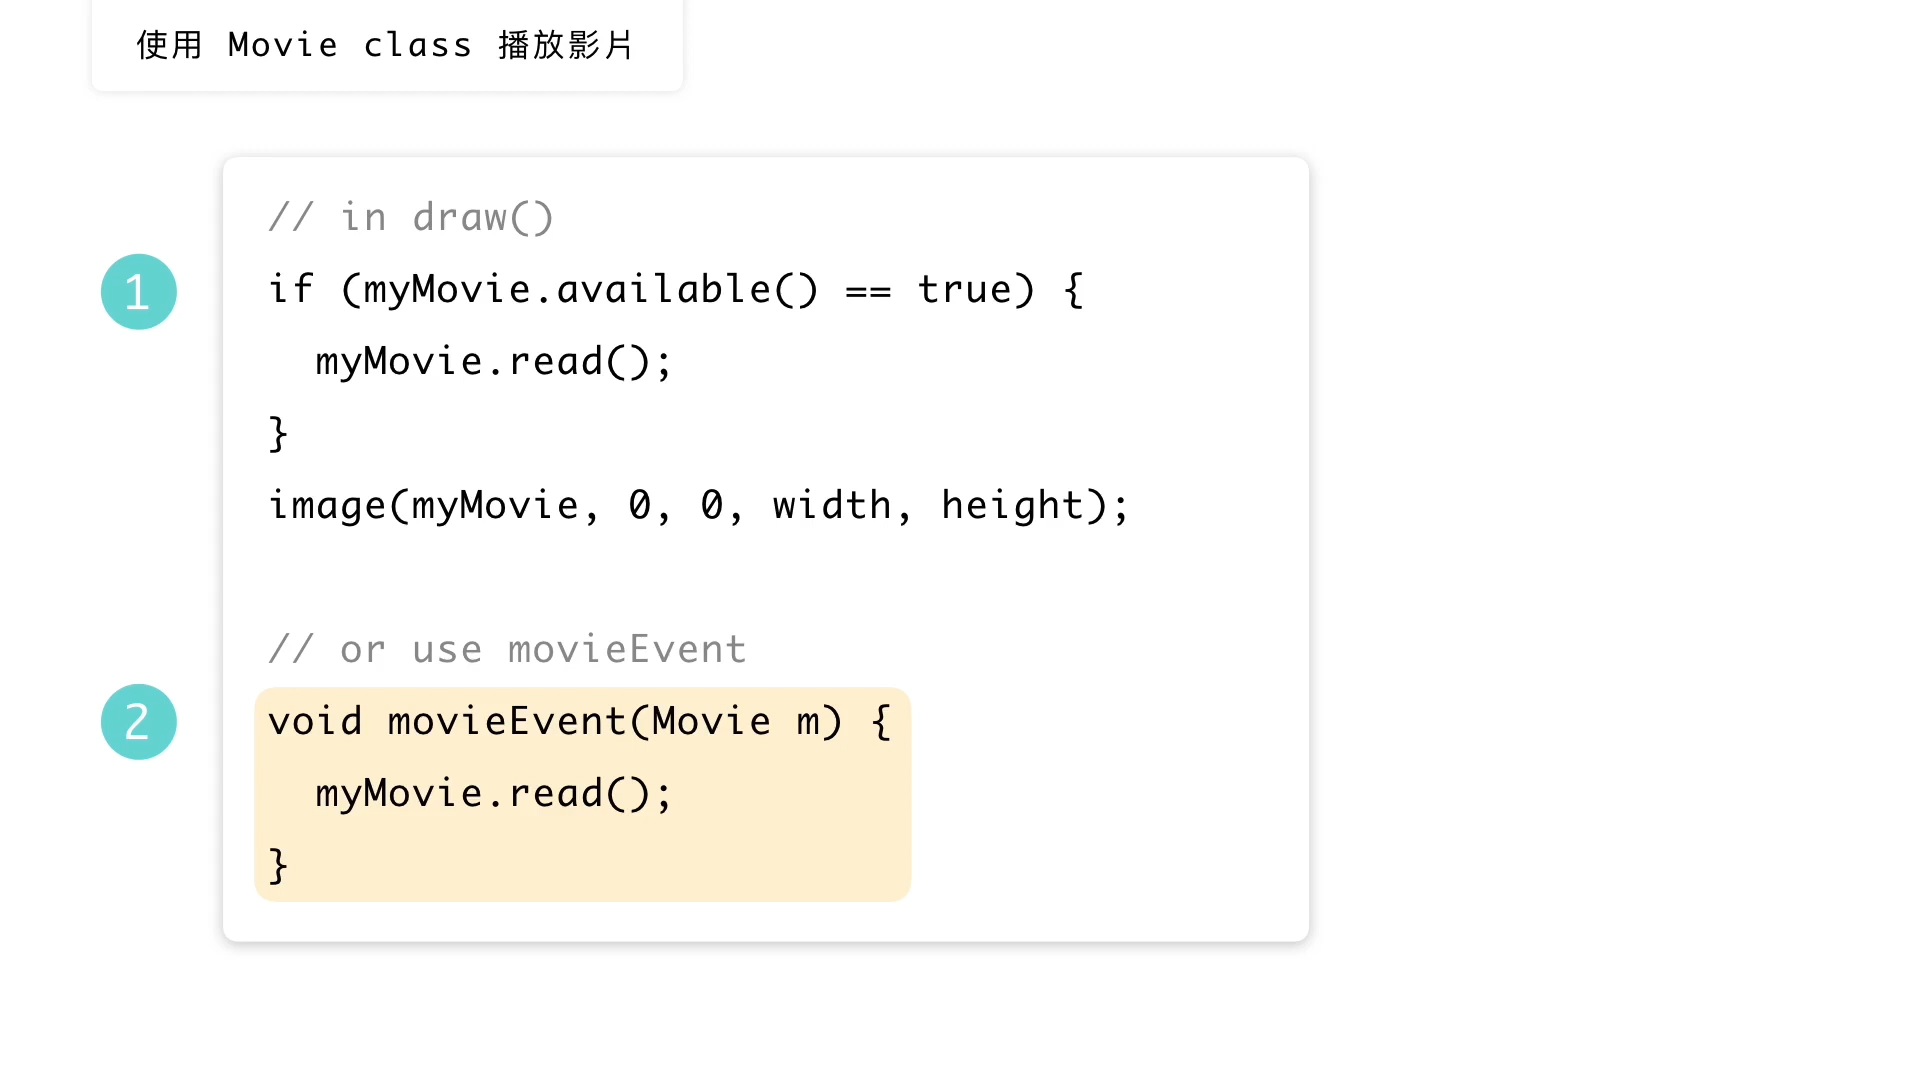 使用 Movie class 播放影片
// in draw()
1
if (myMovie.available() == true) {
myMovie.read();
}
image(myMovie, 0, 0, width, height);
// or use movieEvent
2
void movieEvent(Movie m) {
myMovie.read();
}